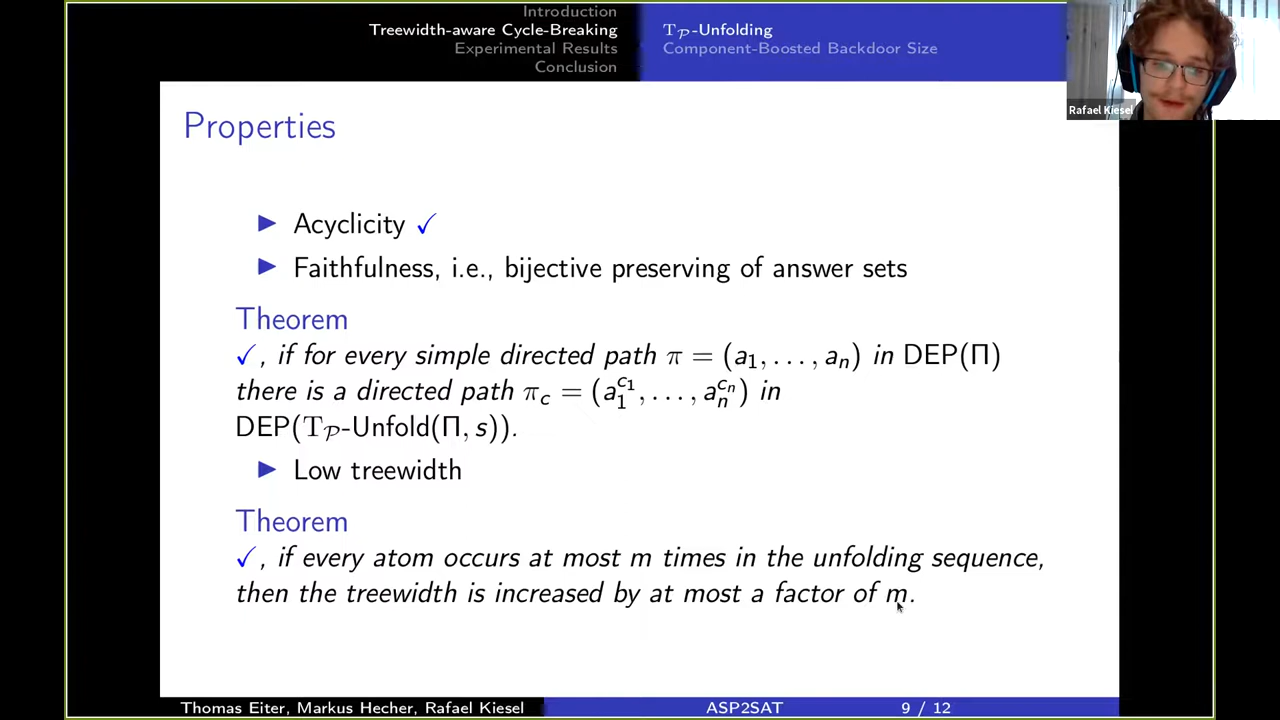 Introduction
Treewidth-aware Cycle-Breaking
Experimental Results
Conclusion
T𝒫-Unfolding
Component-Boosted Backdoor Size
Rafael Kiesel
Properties
▶ Acyclicity ✓
▶ Faithfulness, i.e., bijective preserving of answer sets
Theorem
✓, if for every simple directed path π = (a₁, . . . , aₙ) in DEP(Π)
there is a directed path π_c = (a₁^{c₁}, . . . , aₙ^{cₙ}) in
DEP(T𝒫-Unfold(Π, s)).
▶ Low treewidth
Theorem
✓, if every atom occurs at most m times in the unfolding sequence,
then the treewidth is increased by at most a factor of m.
Thomas Eiter, Markus Hecher, Rafael Kiesel
ASP2SAT
9 / 12